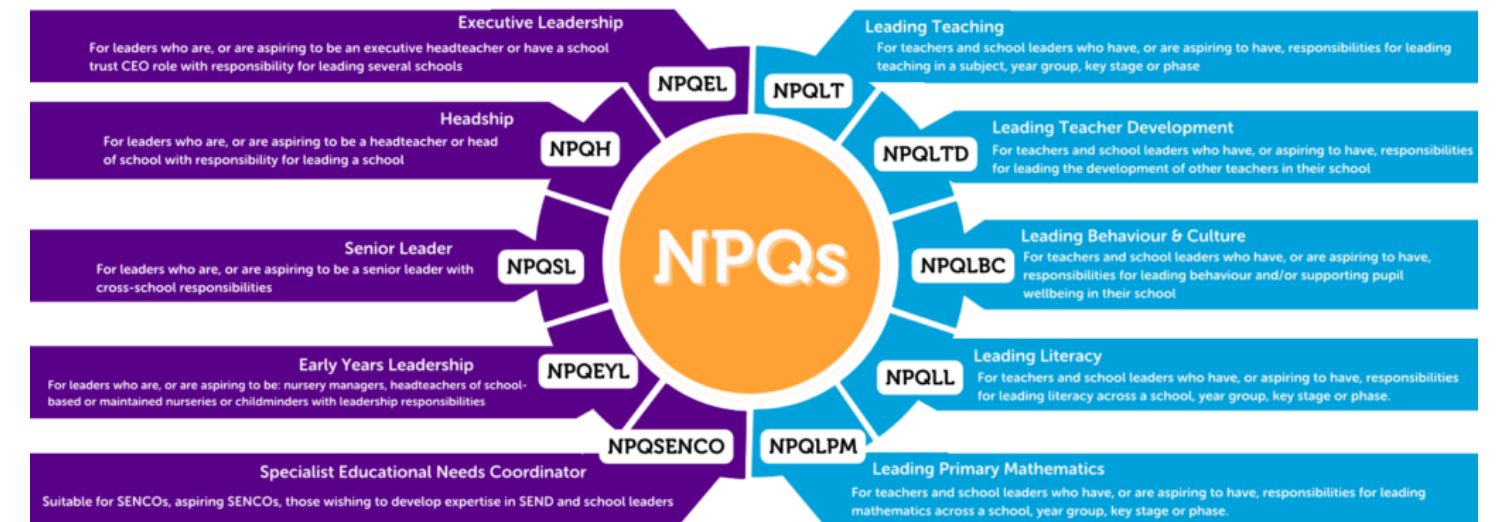 Executive Leadership
For leaders who are, or are aspiring to be an executive headteacher or have a school
trust CEO role with responsibility for leading several schools
NPQEL
Headship
For leaders who are, or are aspiring to be a headteacher or head
of school with responsibility for leading a school
NPQH
Senior Leader
For leaders who are, or are aspiring to be a senior leader with
cross-school responsibilities
NPQSL
Early Years Leadership
For leaders who are, or are aspiring to be: nursery managers, headteachers of school-
based or maintained nurseries or childminders with leadership responsibilities
NPQEYL
Specialist Educational Needs Coordinator
Suitable for SENCOs, aspiring SENCOs, those wishing to develop expertise in SEND and school leaders
NPQSENCO
NPQs
Leading Teaching
For teachers and school leaders who have, or are aspiring to have, responsibilities for leading
teaching in a subject, year group, key stage or phase
NPQLT
Leading Teacher Development
For teachers and school leaders who have, or aspiring to have, responsibilities
for leading the development of other teachers in their school
NPQLTD
Leading Behaviour & Culture
For teachers and school leaders who have, or are aspiring to have,
responsibilities for leading behaviour and/or supporting pupil
wellbeing in their school
NPQLBC
Leading Literacy
For teachers and school leaders who have, or aspiring to have, responsibilities
for leading literacy across a school, year group, key stage or phase.
NPQLL
Leading Primary Mathematics
For teachers and school leaders who have, or are aspiring to have, responsibilities for leading
mathematics across a school, year group, key stage or phase.
NPQLPM